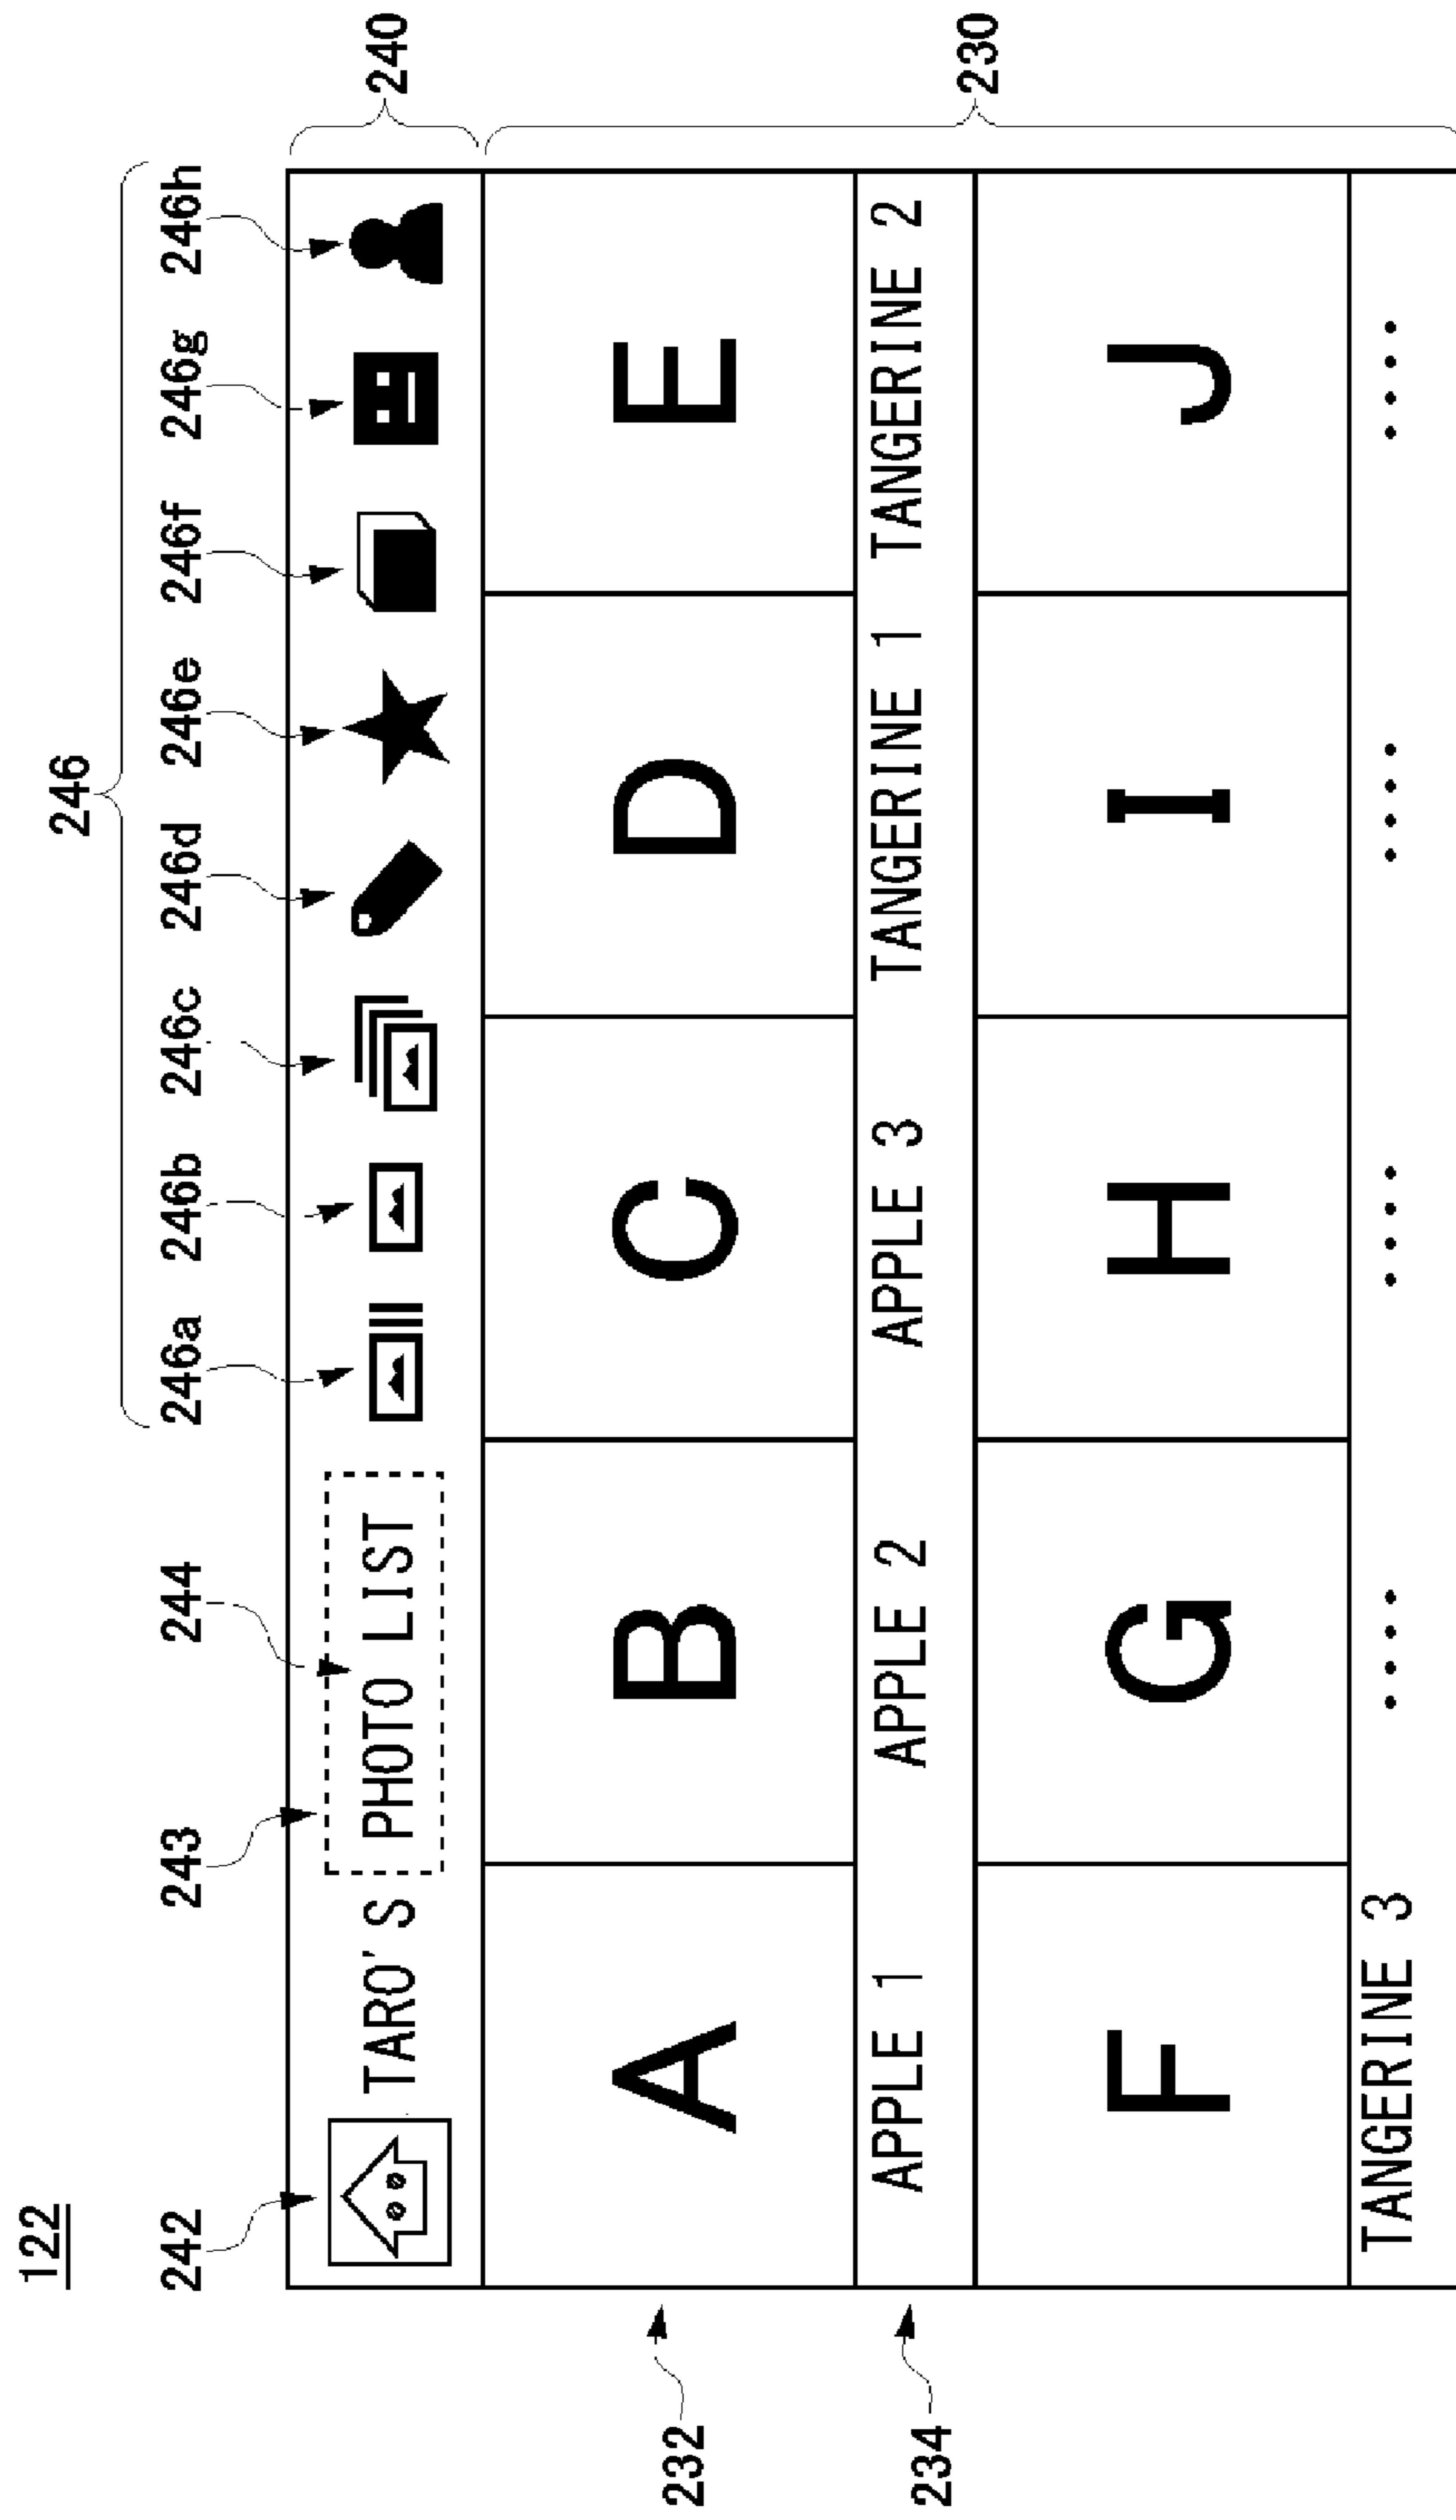 122
246
242 243 244 246a 246b 246c 246d 246e 246f 246g 246h
TARO'S PHOTO LIST
240
232
A B C D E
230
234
APPLE 1 APPLE 2 APPLE 3 TANGERINE 1 TANGERINE 2
F G H I J
TANGERINE 3 •••• •••• •••• ••••